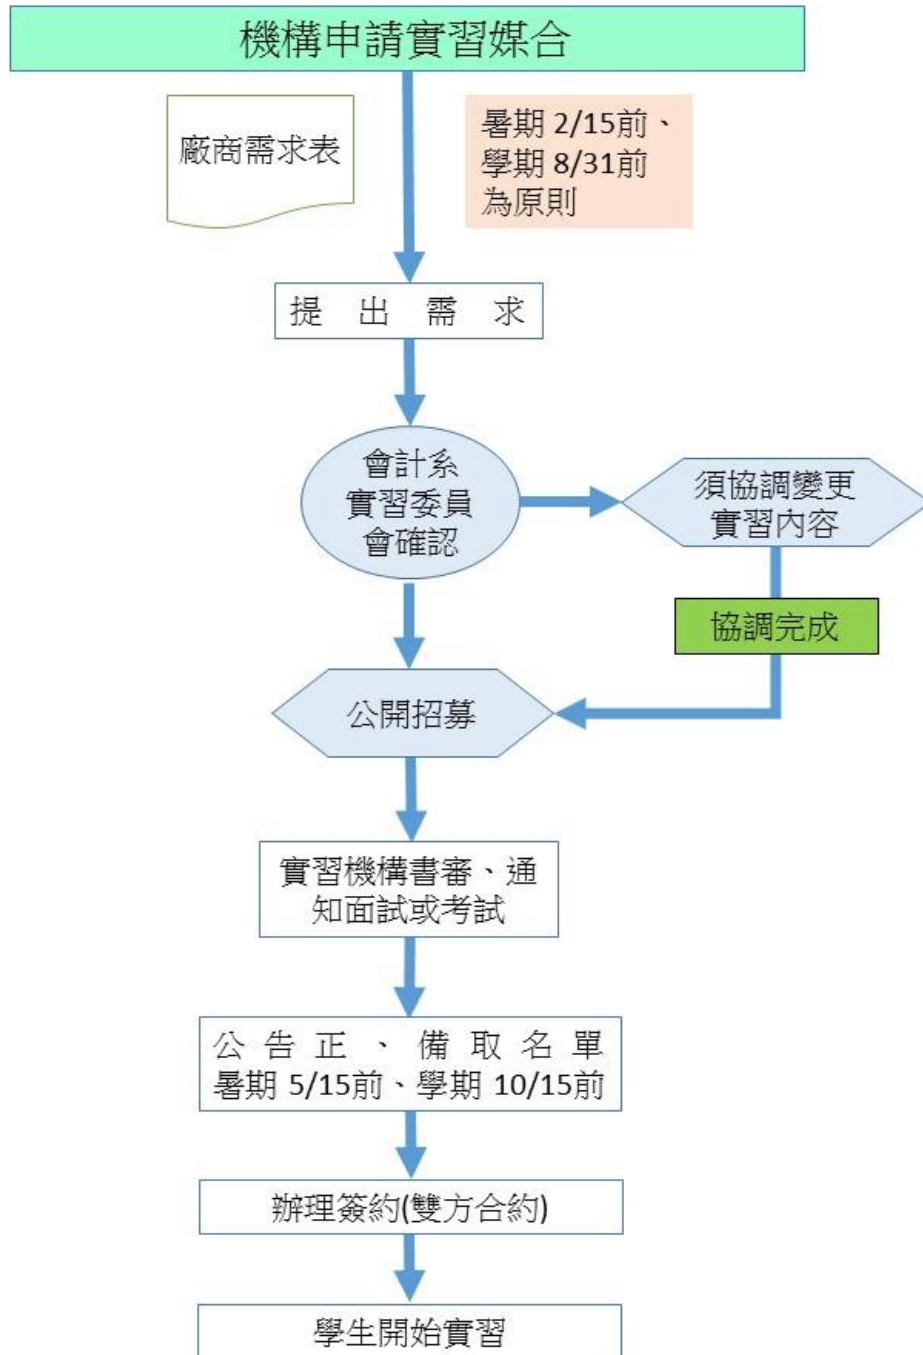 機構申請實習媒合
廠商需求表
暑期 2/15前、
學期 8/31前
為原則
提出需求
會計系
實習委員
會確認
須協調變更
實習內容
協調完成
公開招募
實習機構書審、通
知面試或考試
公告正、備取名單
暑期 5/15前、學期 10/15前
辦理簽約(雙方合約)
學生開始實習